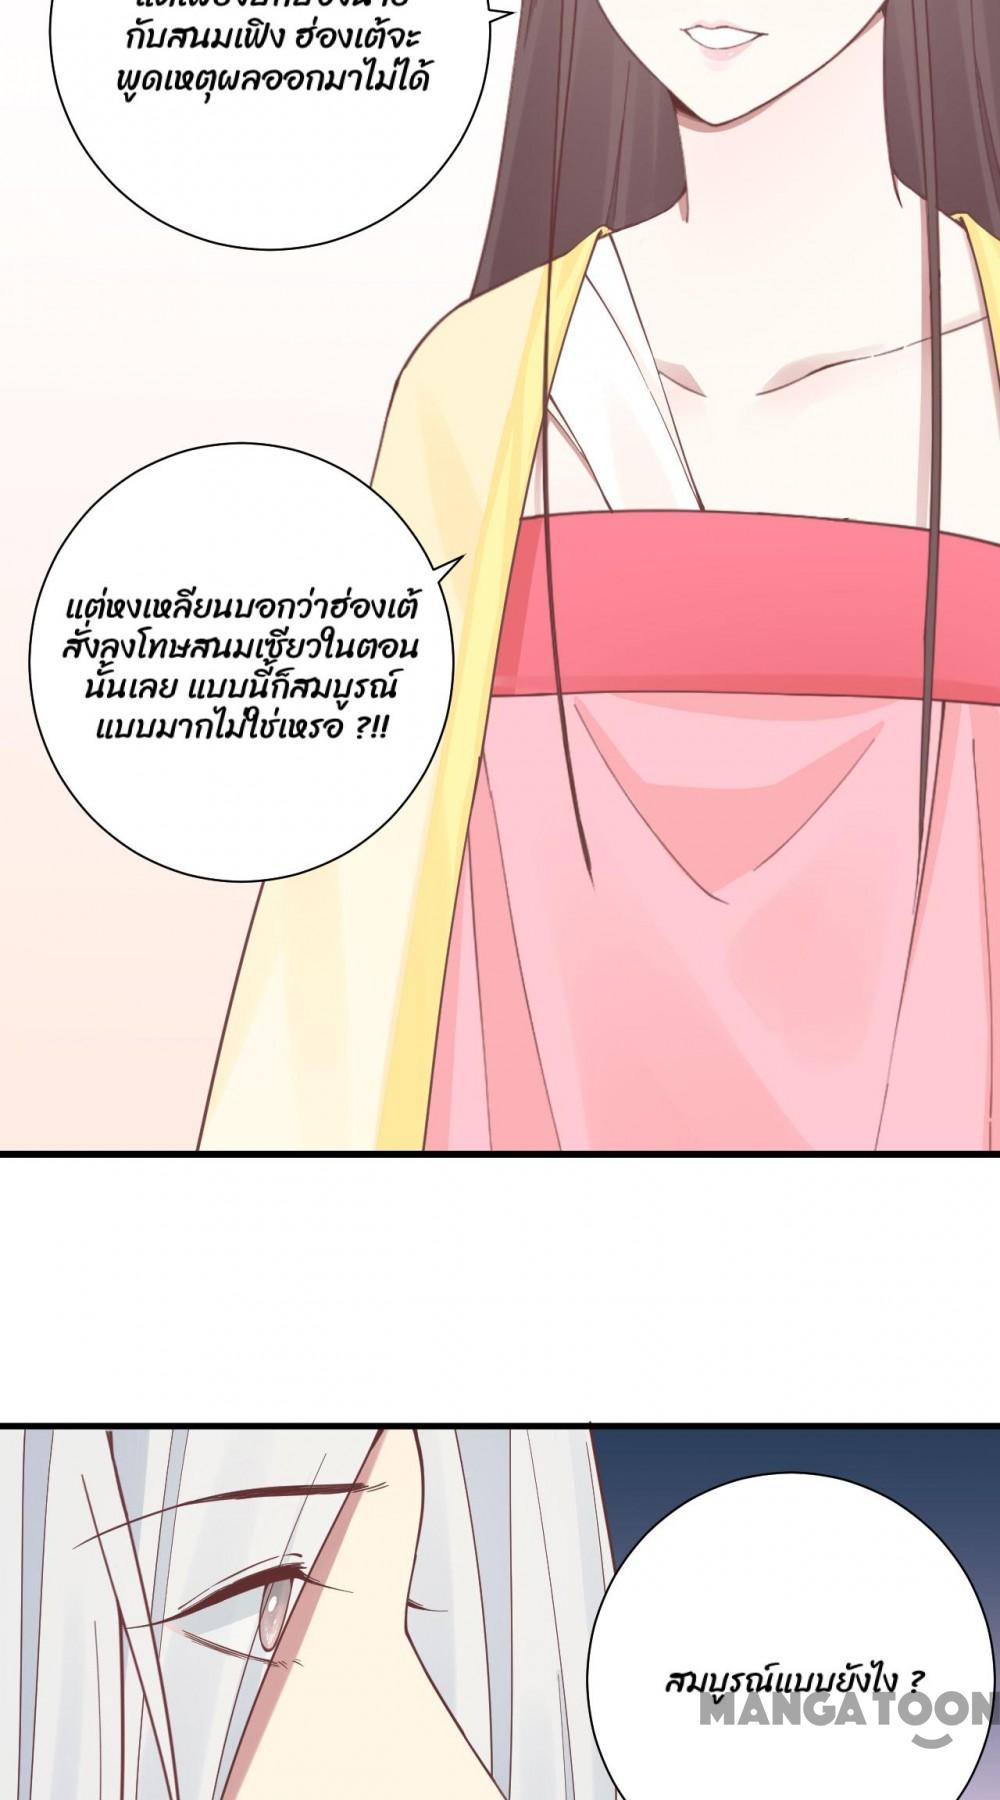 กับสนมเฟิง ฮ่องเต้จะ
พูดเหตุผลออกมาไม่ได้
แต่หงเหลียนบอกว่าฮ่องเต้
สั่งลงโทษสนมเซียวในตอน
นั้นเลย แบบนี้ก็สมบูรณ์
แบบมากไม่ใช่เหรอ ?!!
สมบูรณ์แบบยังไง ?
MANGATOON